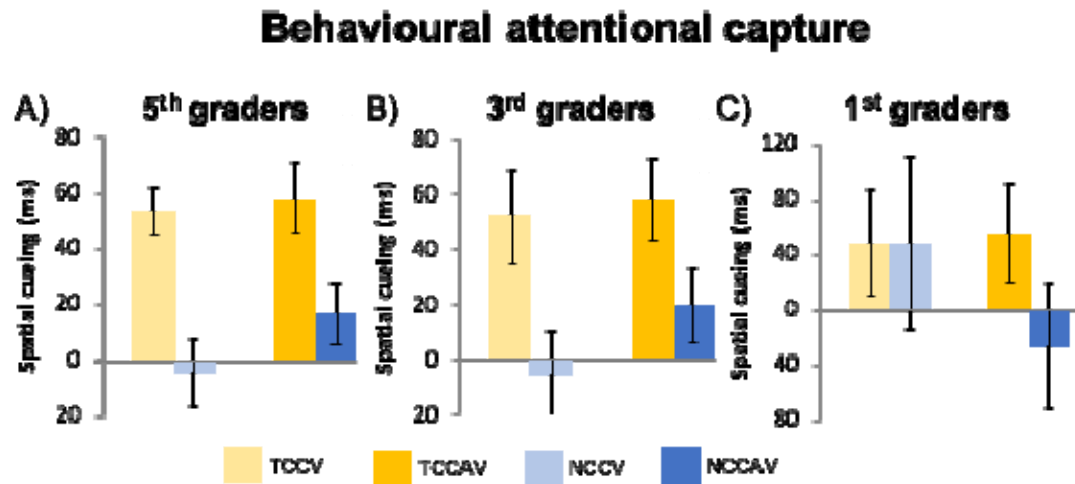 Behavioural attentional capture
A) 5th graders
B) 3rd graders
C) 1st graders
Spatial cueing (ms)
80
60
40
20
0
20
Spatial cueing (ms)
80
60
40
20
0
20
Spatial cueing (ms)
120
80
40
0
40
80
TCCV
TCCAV
NCCV
NCCAV